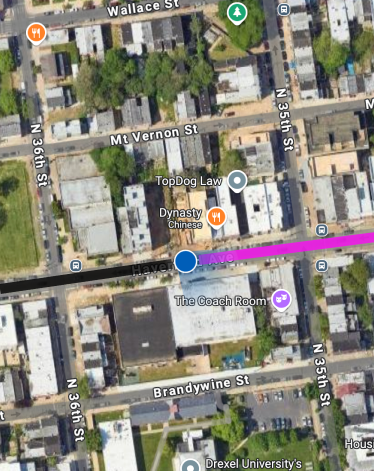 Wallace St
N 35th St
Mt Vernon St
M
N 36th St
TopDog Law
Dynasty
Chinese
Ave
The Coach Room
N 35th St
Brandywine St
N 36th St
t
Drexel University's
Hous